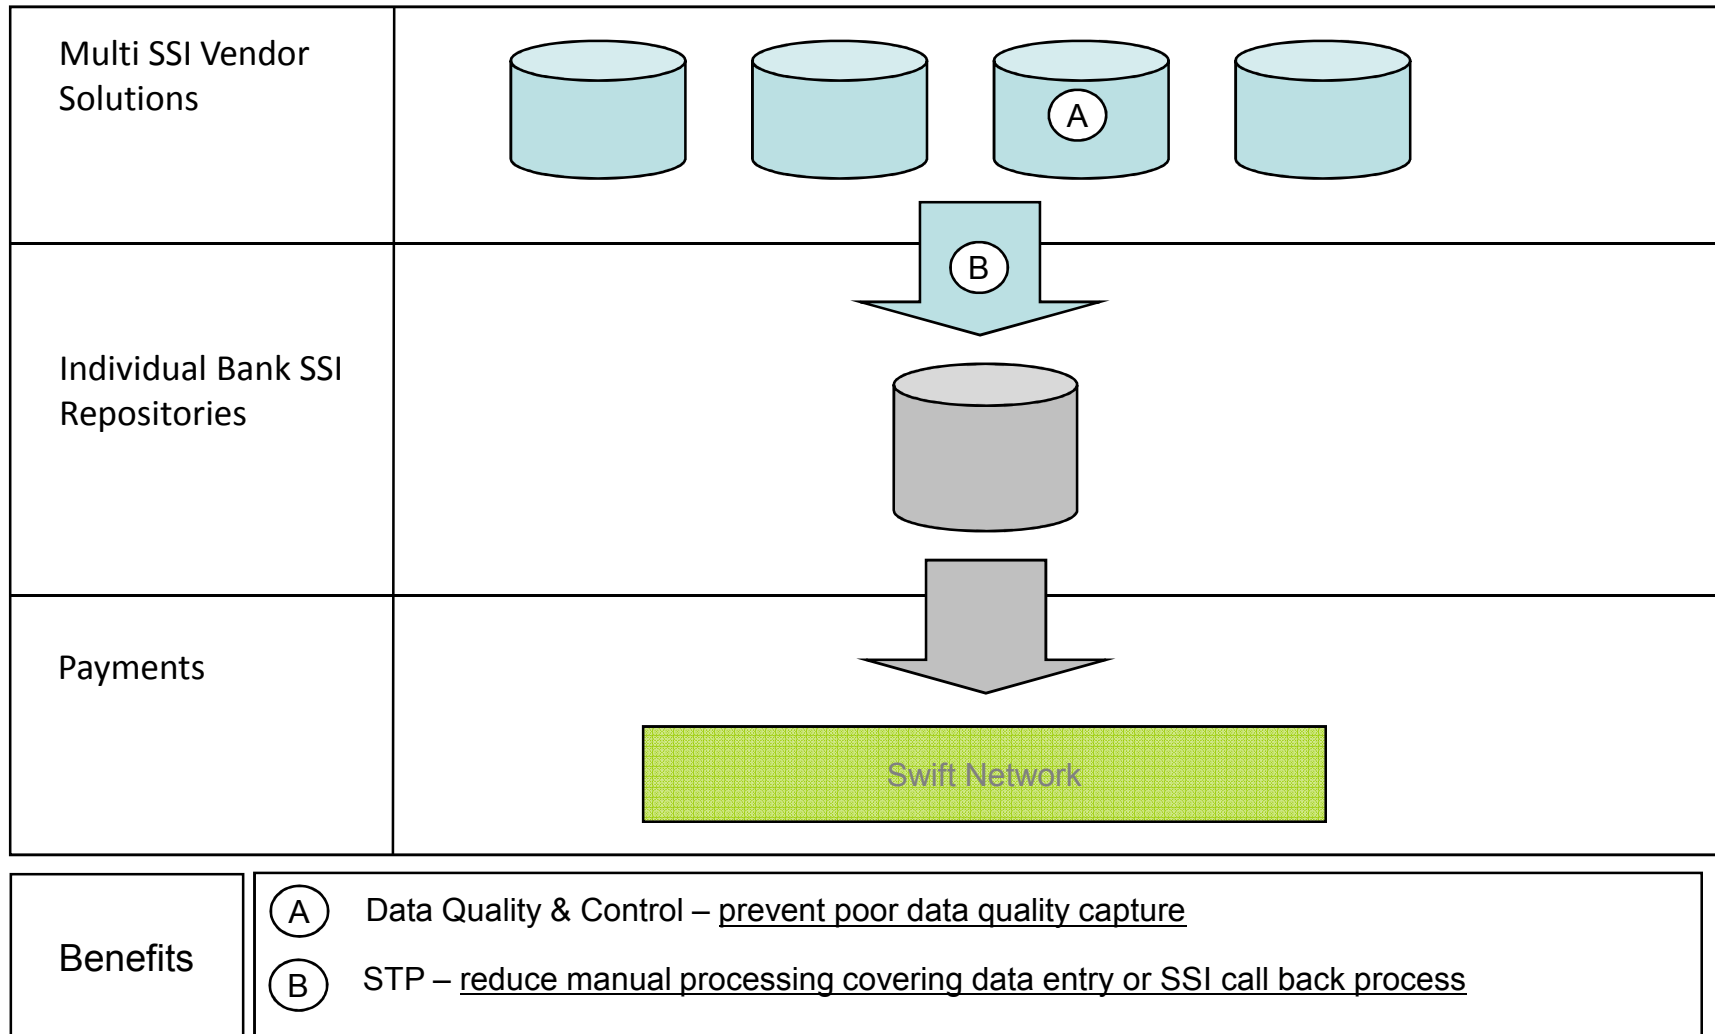 Multi SSI Vendor
Solutions
A
B
Individual Bank SSI
Repositories
Payments
Swift Network
Benefits
A Data Quality & Control – prevent poor data quality capture
B STP – reduce manual processing covering data entry or SSI call back process